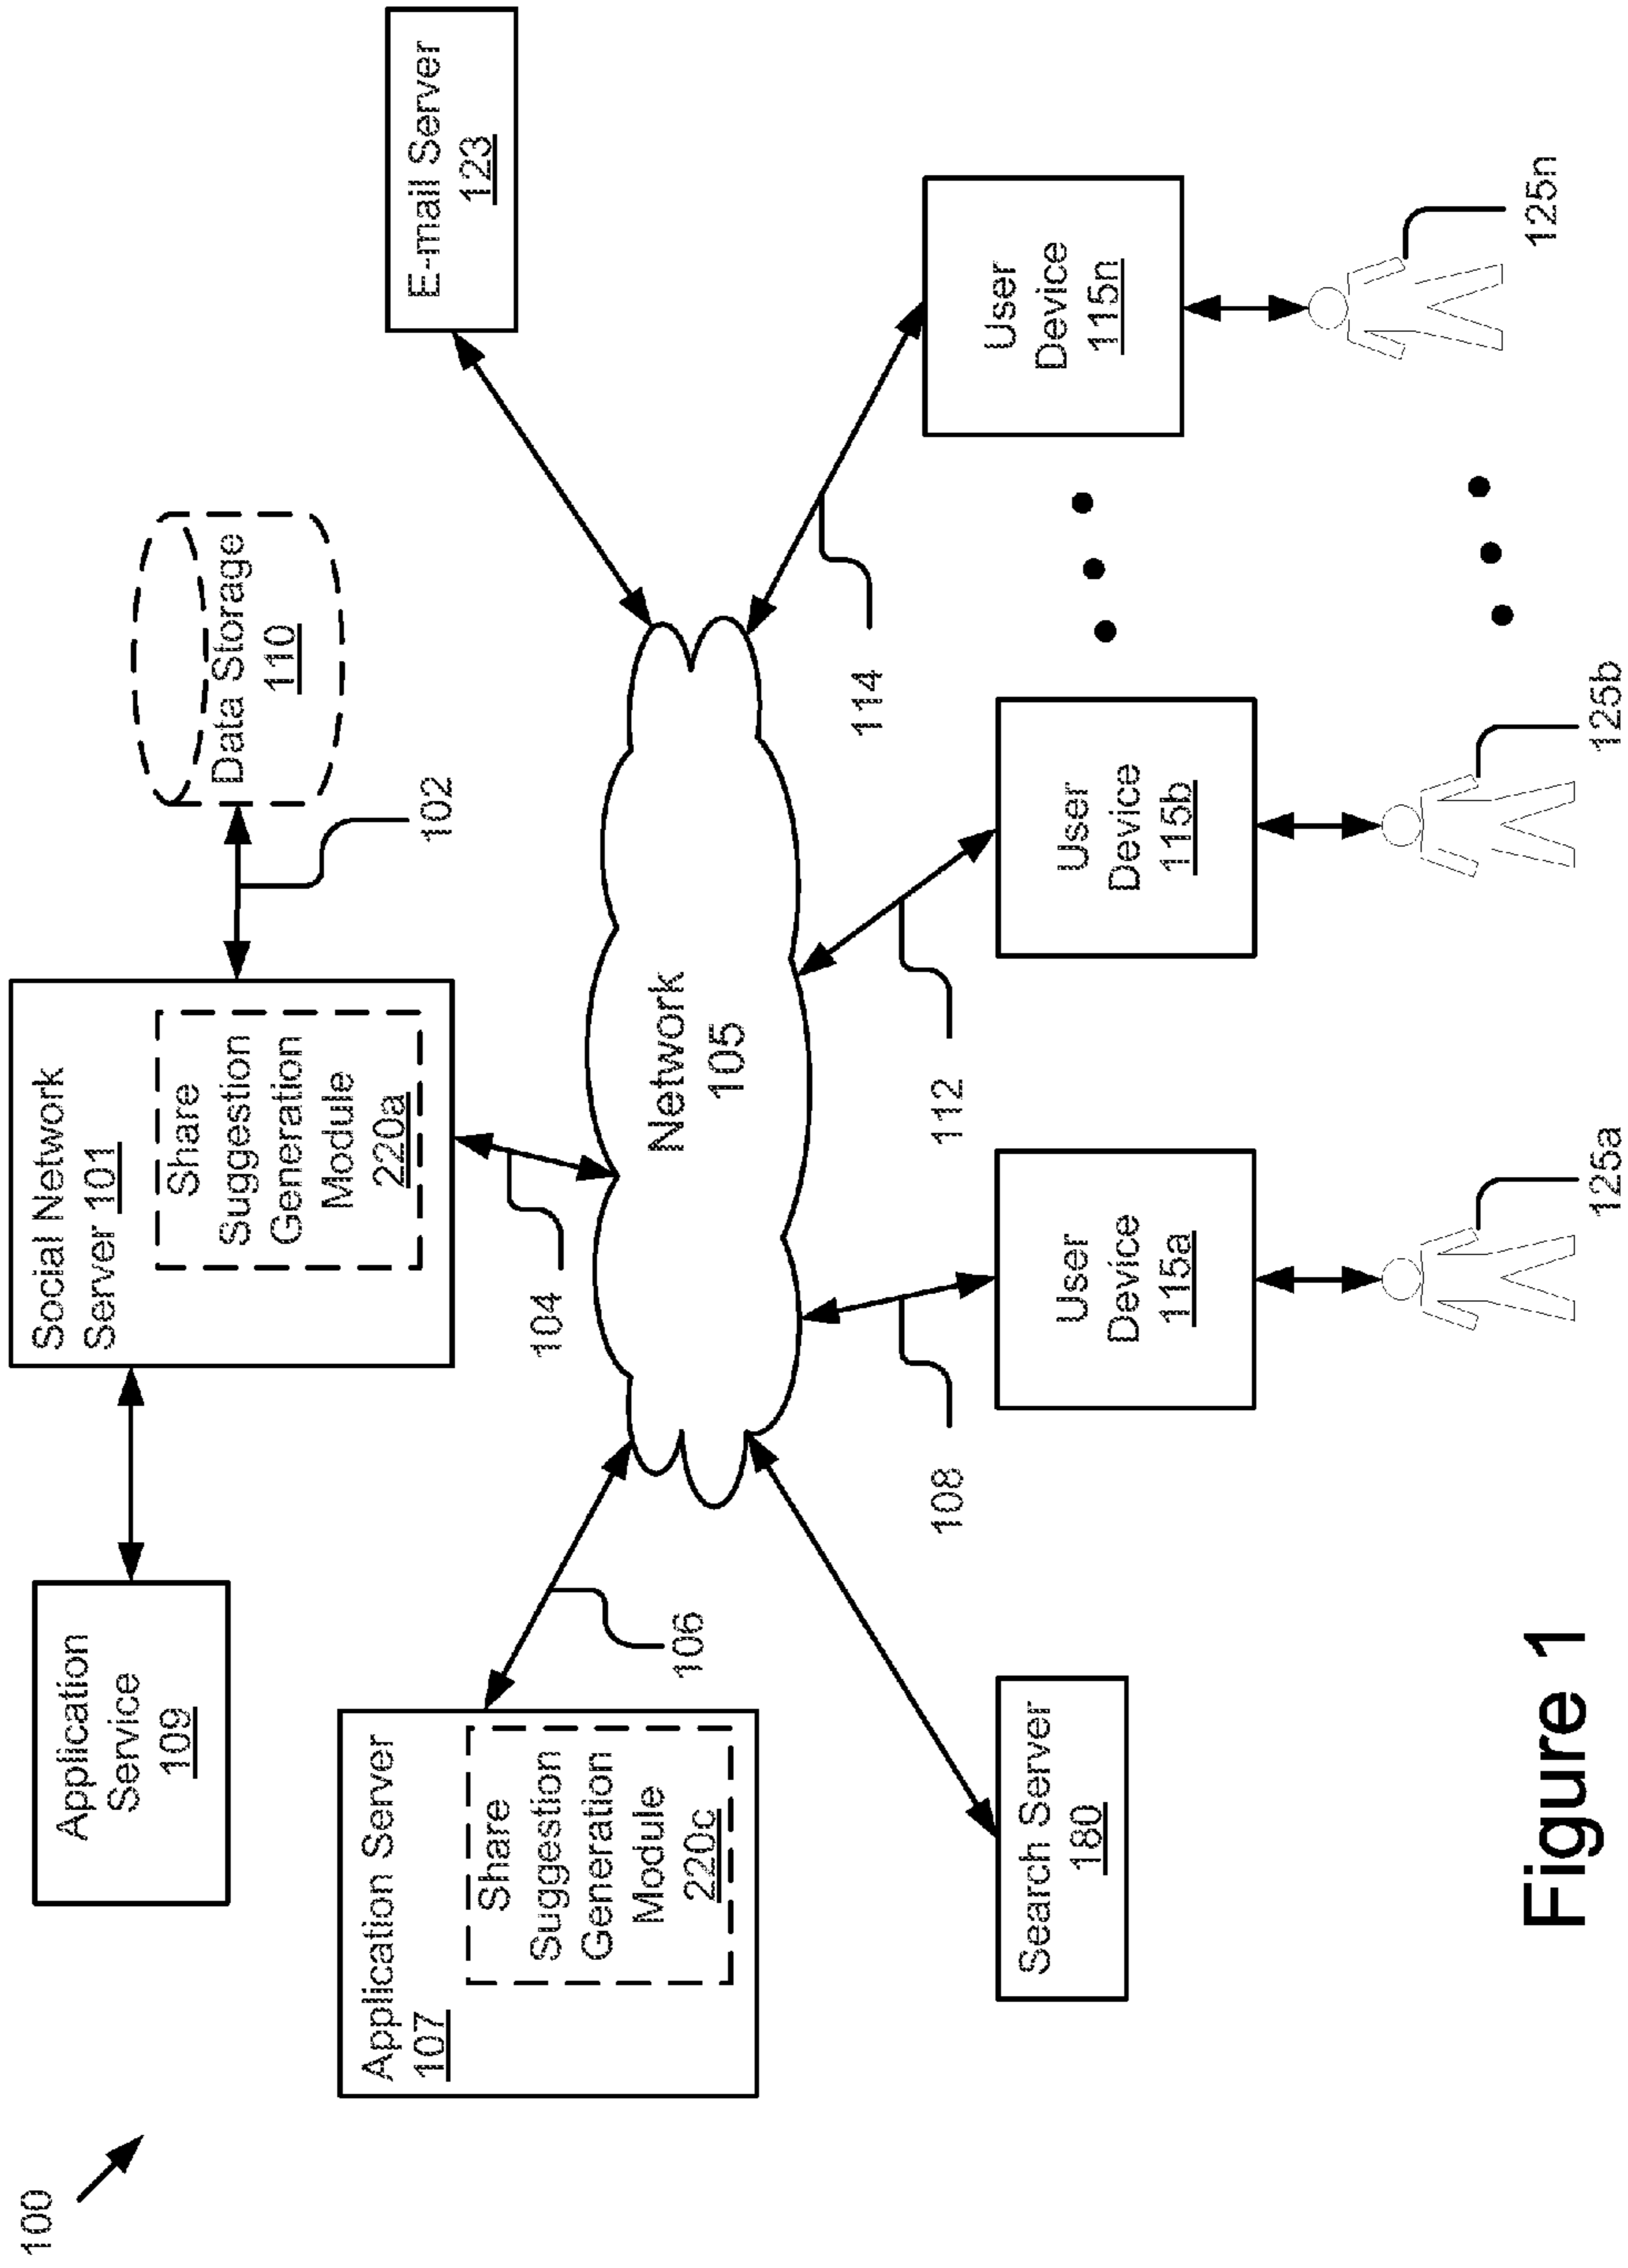 100
Application
Service
109
Social Network
Server 101
Share
Suggestion
Generation
Module
220a
Data Storage
110
102
E-mail Server
123
Application Server
107
Share
Suggestion
Generation
Module
220c
106
104
Network
105
Search Server
180
108
112
114
User
Device
115a
User
Device
115b
User
Device
115n
125a
125b
125n
Figure 1